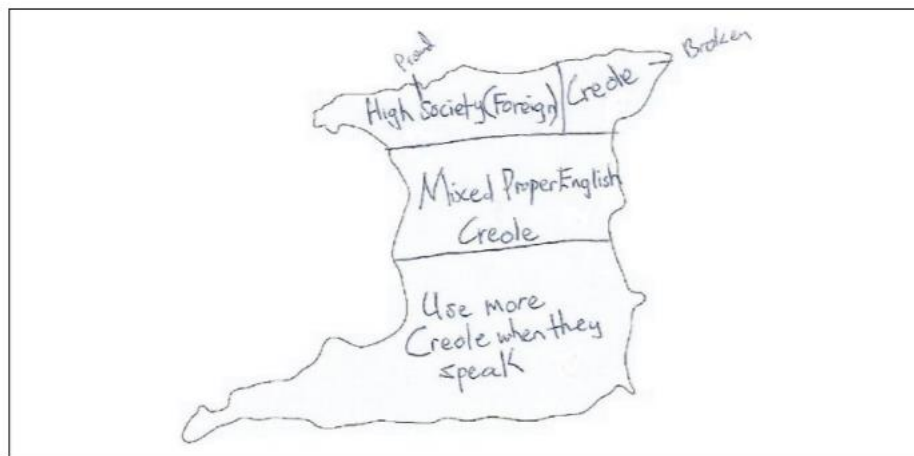 Proud
Broken
High Society (Foreign)
Creole
Mixed Proper English
Creole
Use more
Creole when they
speak